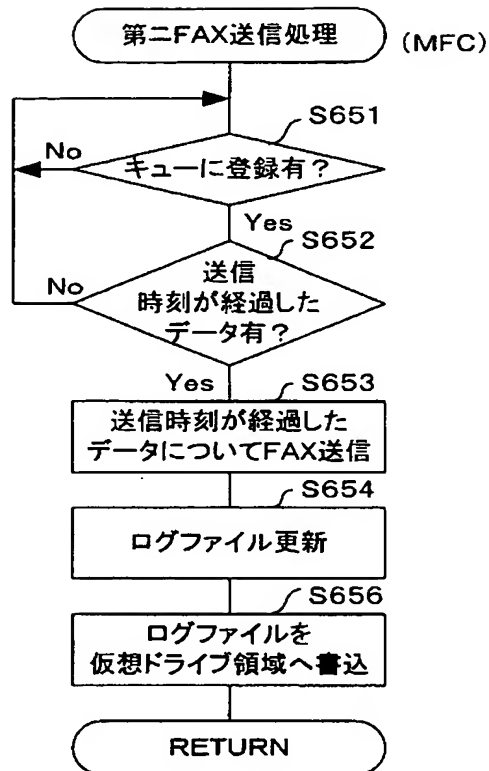 第二FAX送信処理
(MFC)
S651
No
キューに登録有？
Yes
S652
送信
時刻が経過した
データ有？
No
Yes
S653
送信時刻が経過した
データについてFAX送信
S654
ログファイル更新
S656
ログファイルを
仮想ドライブ領域へ書込
RETURN